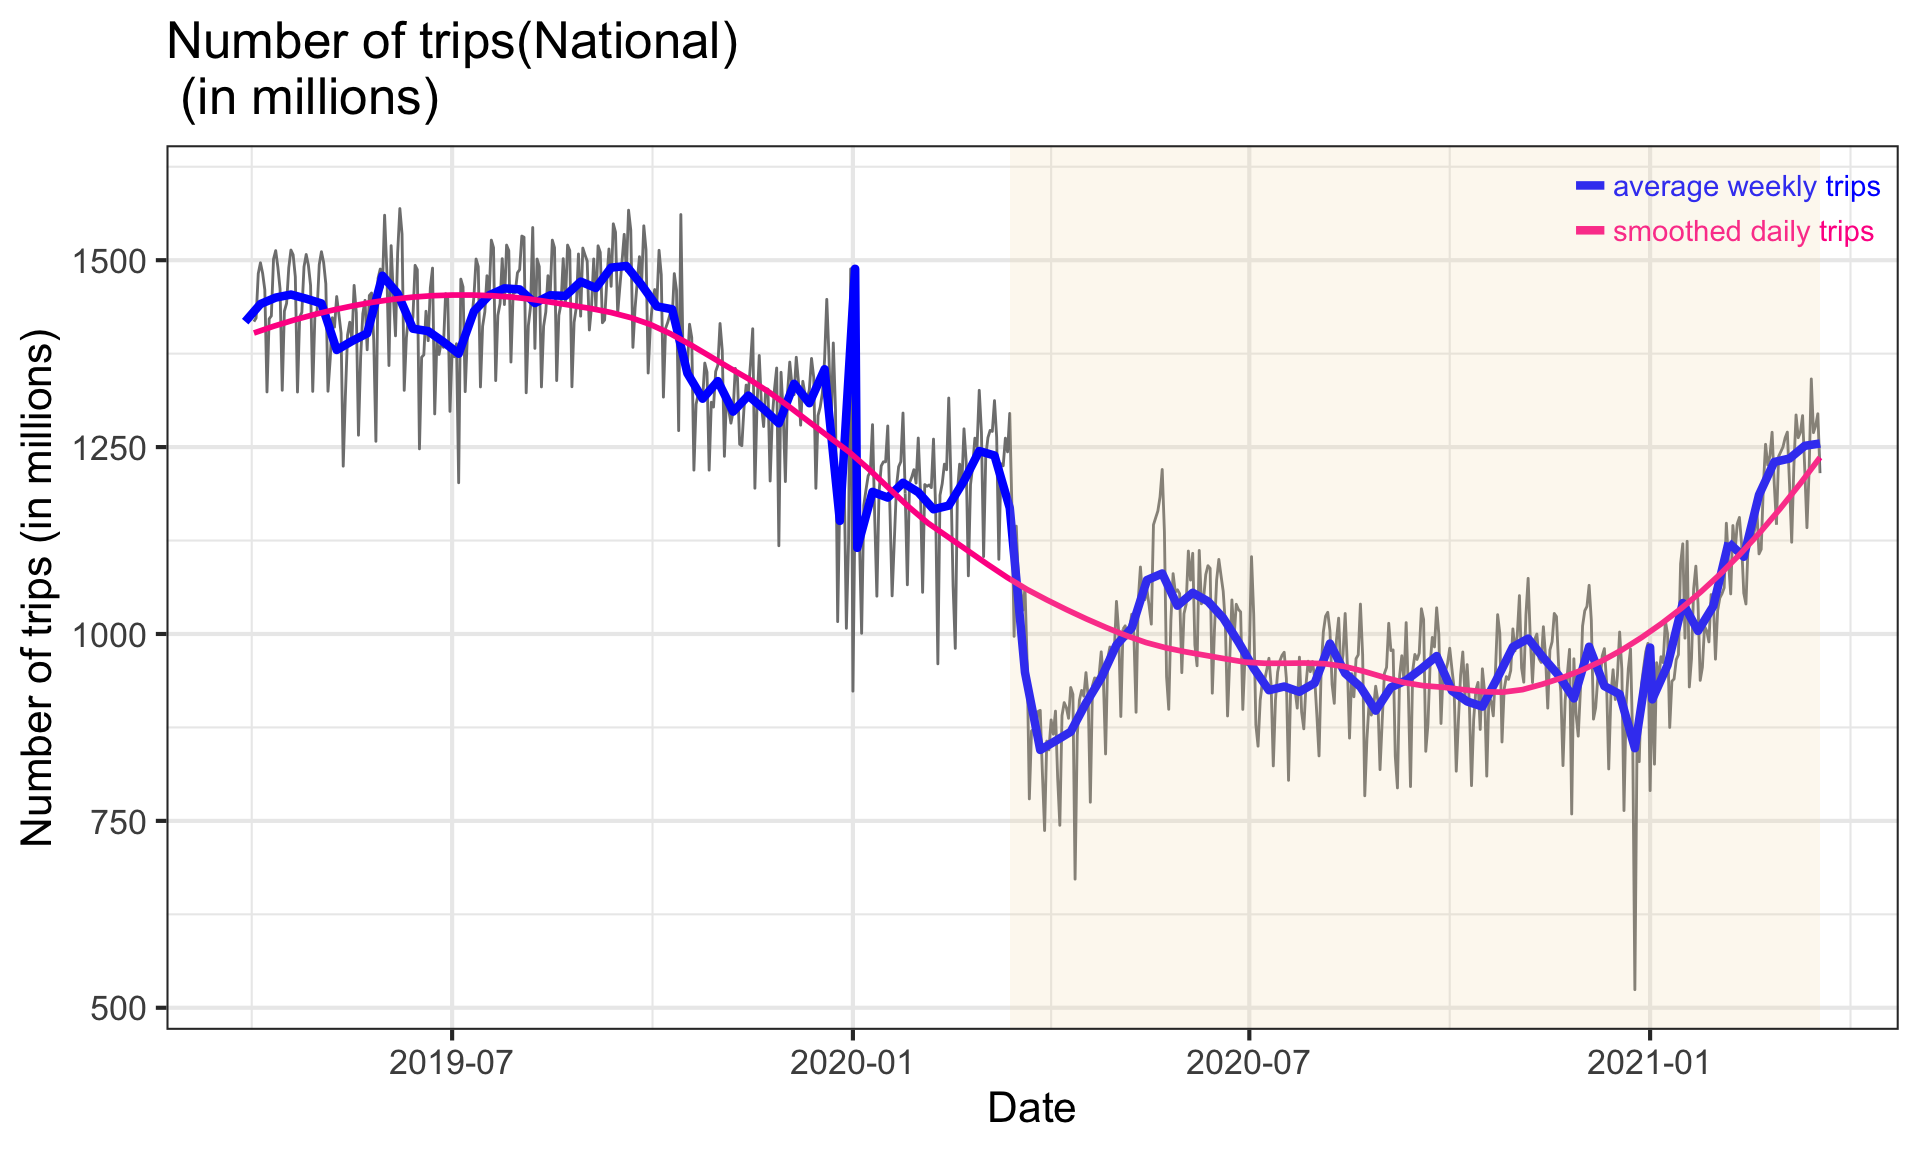 Number of trips(National)
(in millions)
average weekly trips
smoothed daily trips
Number of trips (in millions)
1500
1250
1000
750
500
2019-07
2020-01
2020-07
2021-01
Date